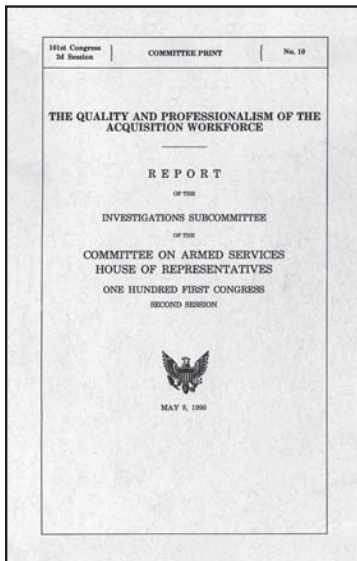 101st Congress
2d Session
COMMITTEE PRINT
No. 10
THE QUALITY AND PROFESSIONALISM OF THE
ACQUISITION WORKFORCE
REPORT
OF THE
INVESTIGATIONS SUBCOMMITTEE
OF THE
COMMITTEE ON ARMED SERVICES
HOUSE OF REPRESENTATIVES
ONE HUNDRED FIRST CONGRESS
SECOND SESSION
MAY 8, 1990